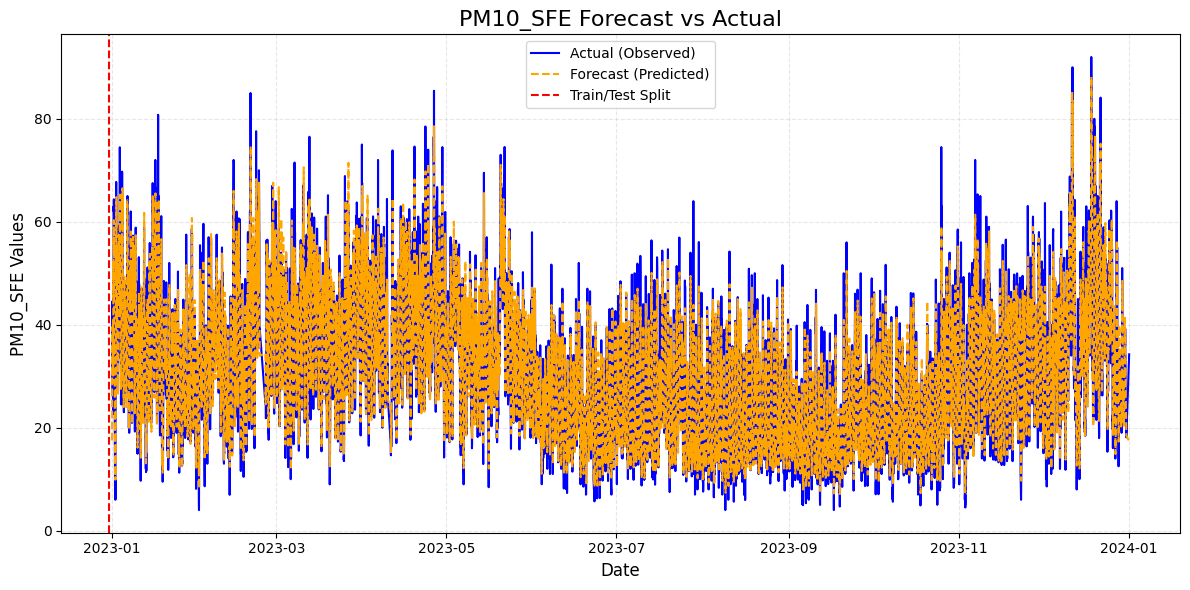 PM10_SFE Forecast vs Actual
Actual (Observed)
Forecast (Predicted)
Train/Test Split
PM10_SFE Values
80
60
40
20
0
2023-01 2023-03 2023-05 2023-07 2023-09 2023-11 2024-01
Date